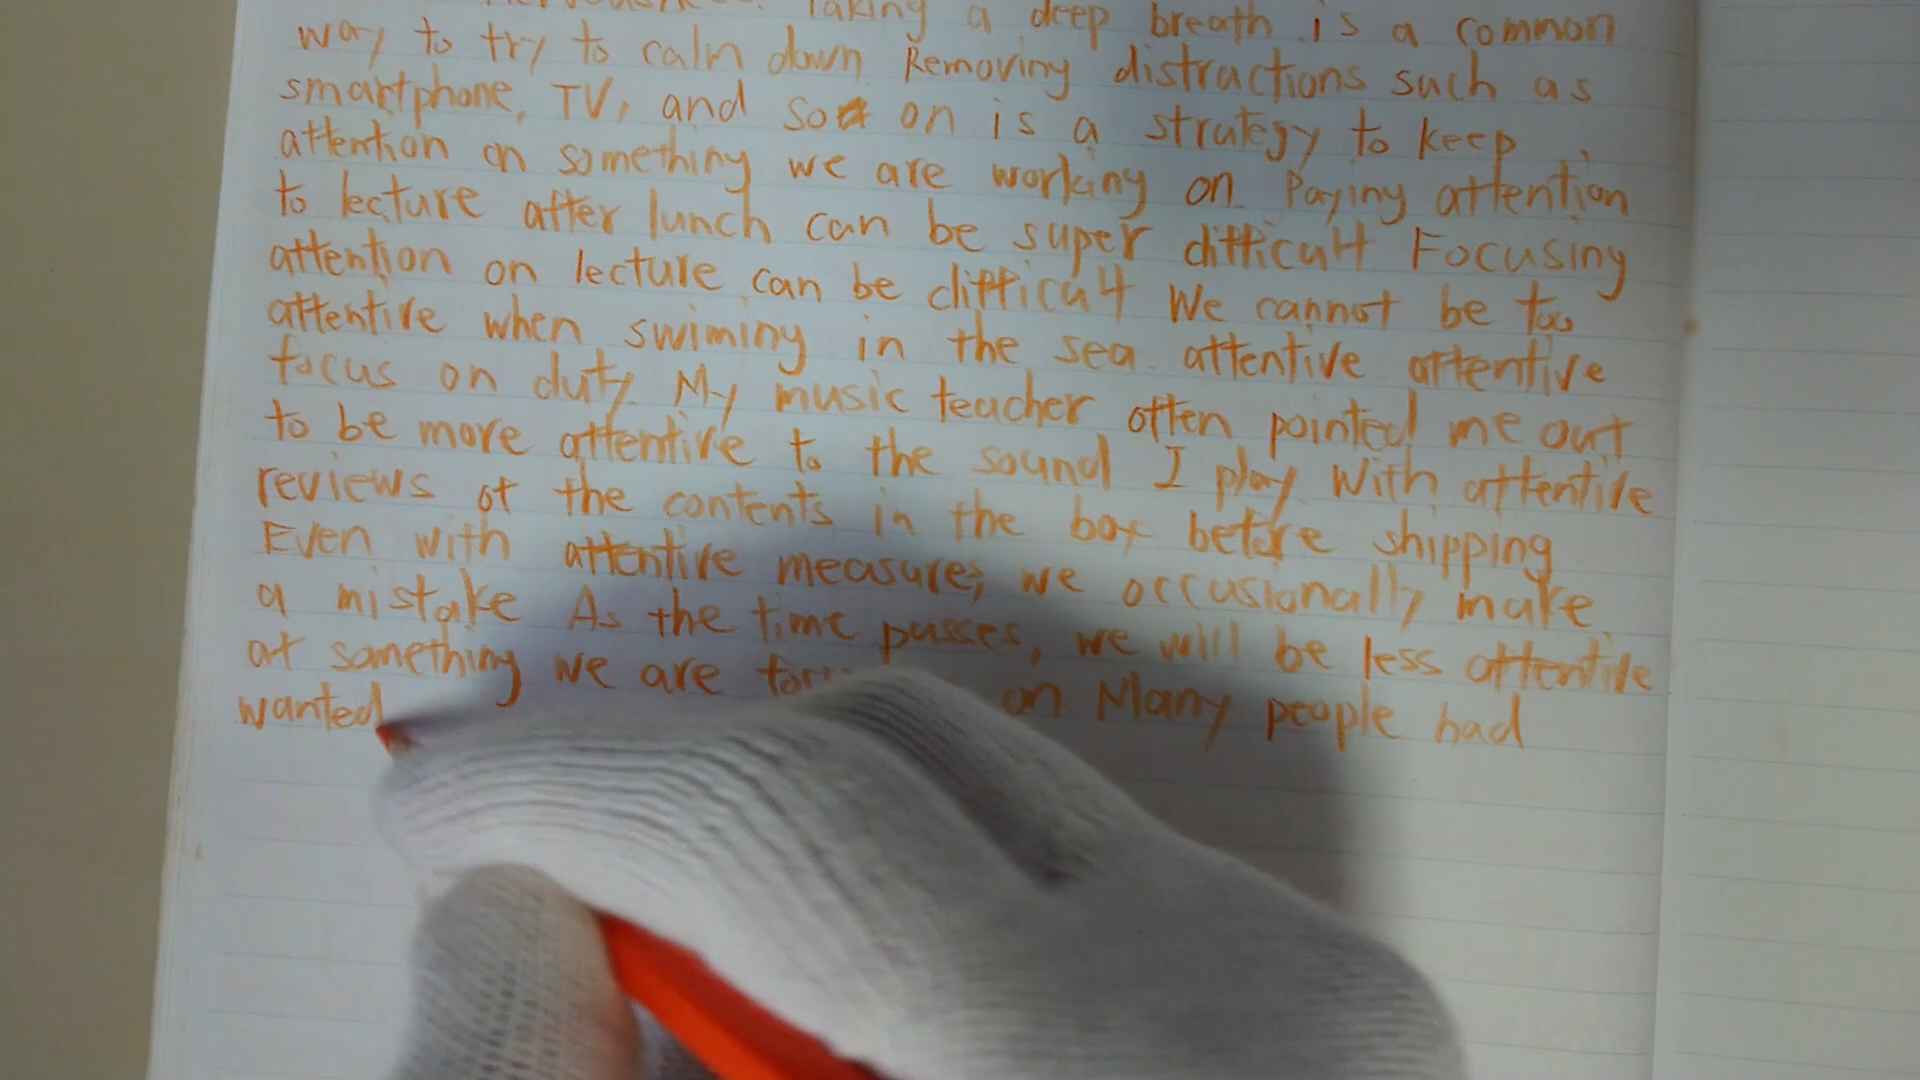 Taking a deep breath is a common
way to try to calm down Removing distractions such as
smartphone, TV, and so on is a strategy to keep
attention on something we are working on. Paying attention
to lecture after lunch can be super difficult Focusing
attention on lecture can be difficult We cannot be too
attentive when swiming in the sea. attentive attentive
focus on duty. My music teacher often pointed me out
to be more attentive to the sound I play With attentive
reviews of the contents in the box before shipping
Even with attentive measures, we occasionally make
a mistake As the time passes, we will be less attentive
at something we are on Many people had
wanted